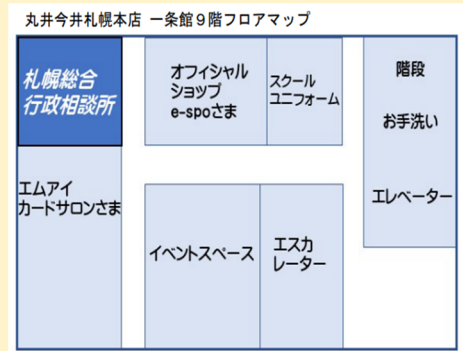 丸井今井札幌本店 一条館９階フロアマップ
札幌総合
行政相談所
オフィシャル
ショップ
e-spoさま
スクール
ユニフォーム
階段
お手洗い
エレベーター
エムアイ
カードサロンさま
イベントスペース
エスカ
レーター